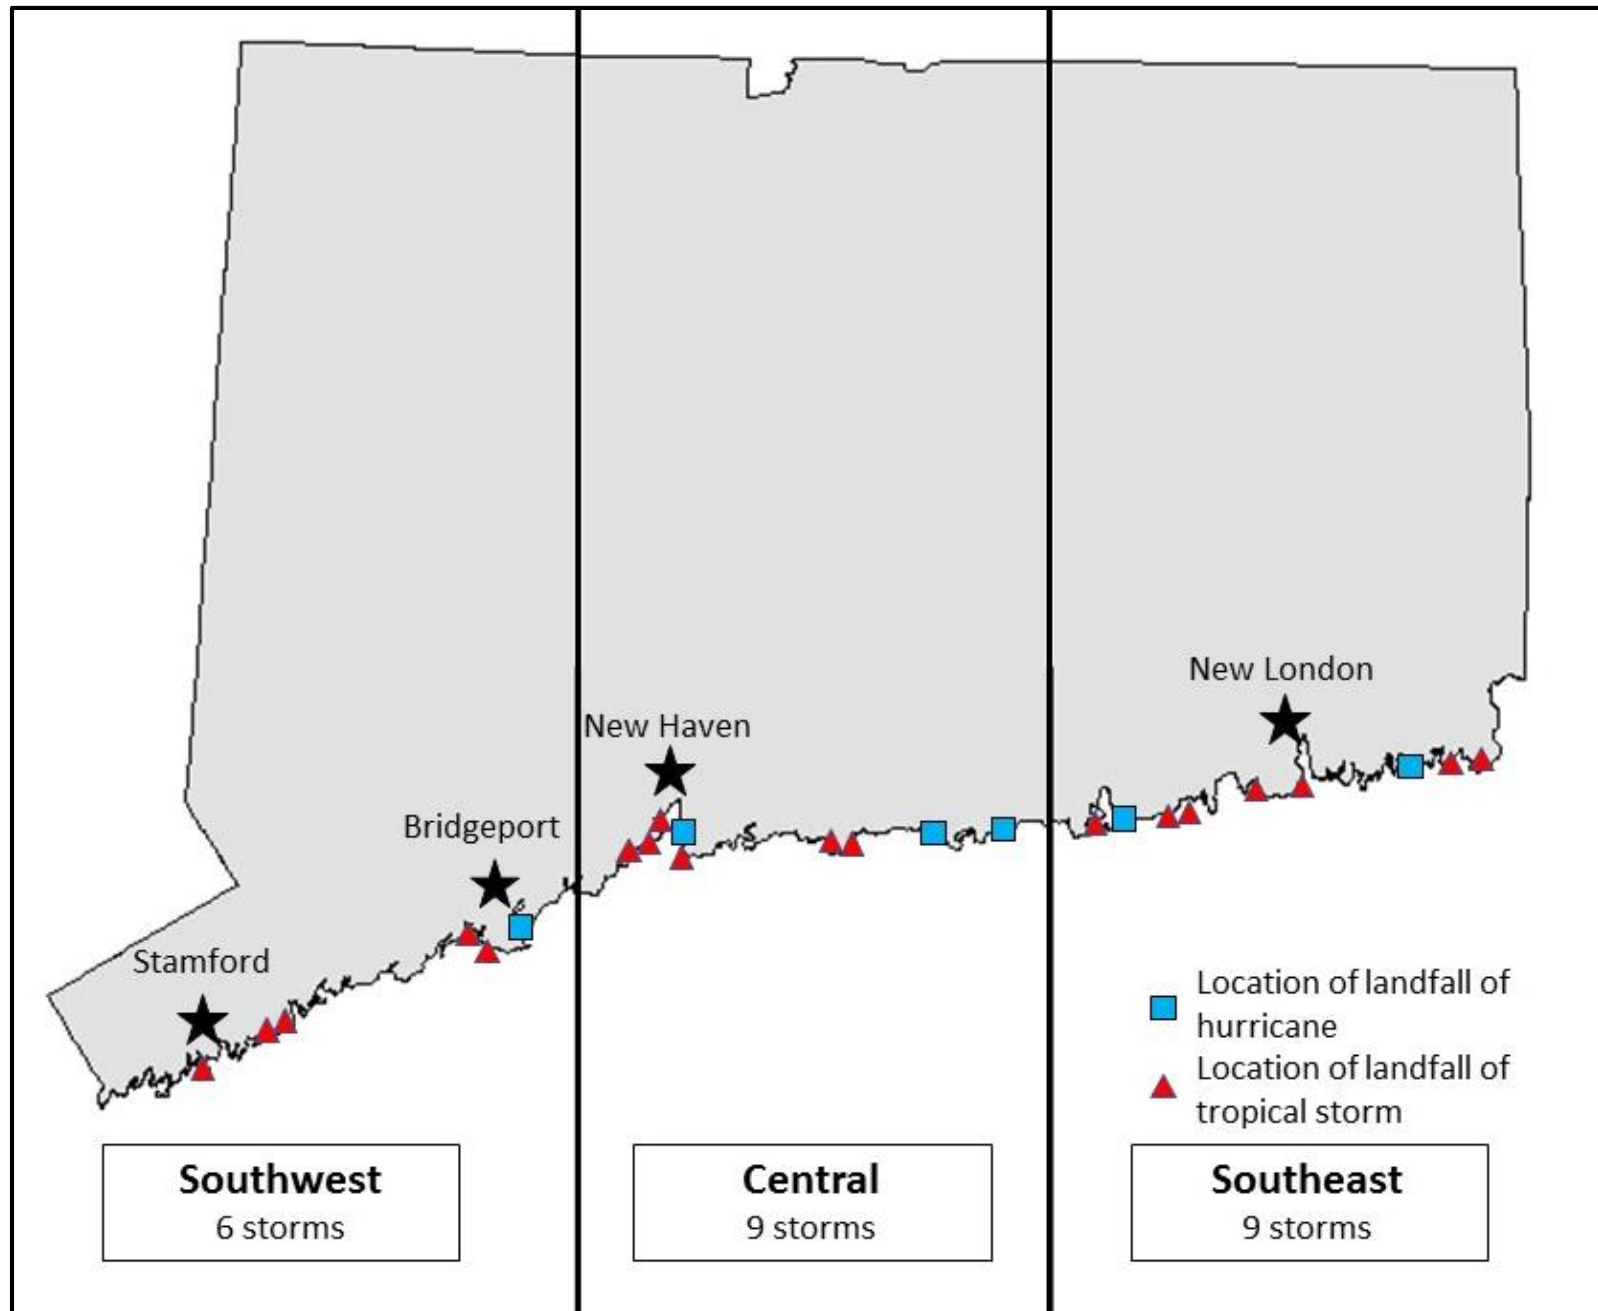 New London
New Haven
Bridgeport
Stamford
Location of landfall of
hurricane
Location of landfall of
tropical storm
Southwest
6 storms
Central
9 storms
Southeast
9 storms